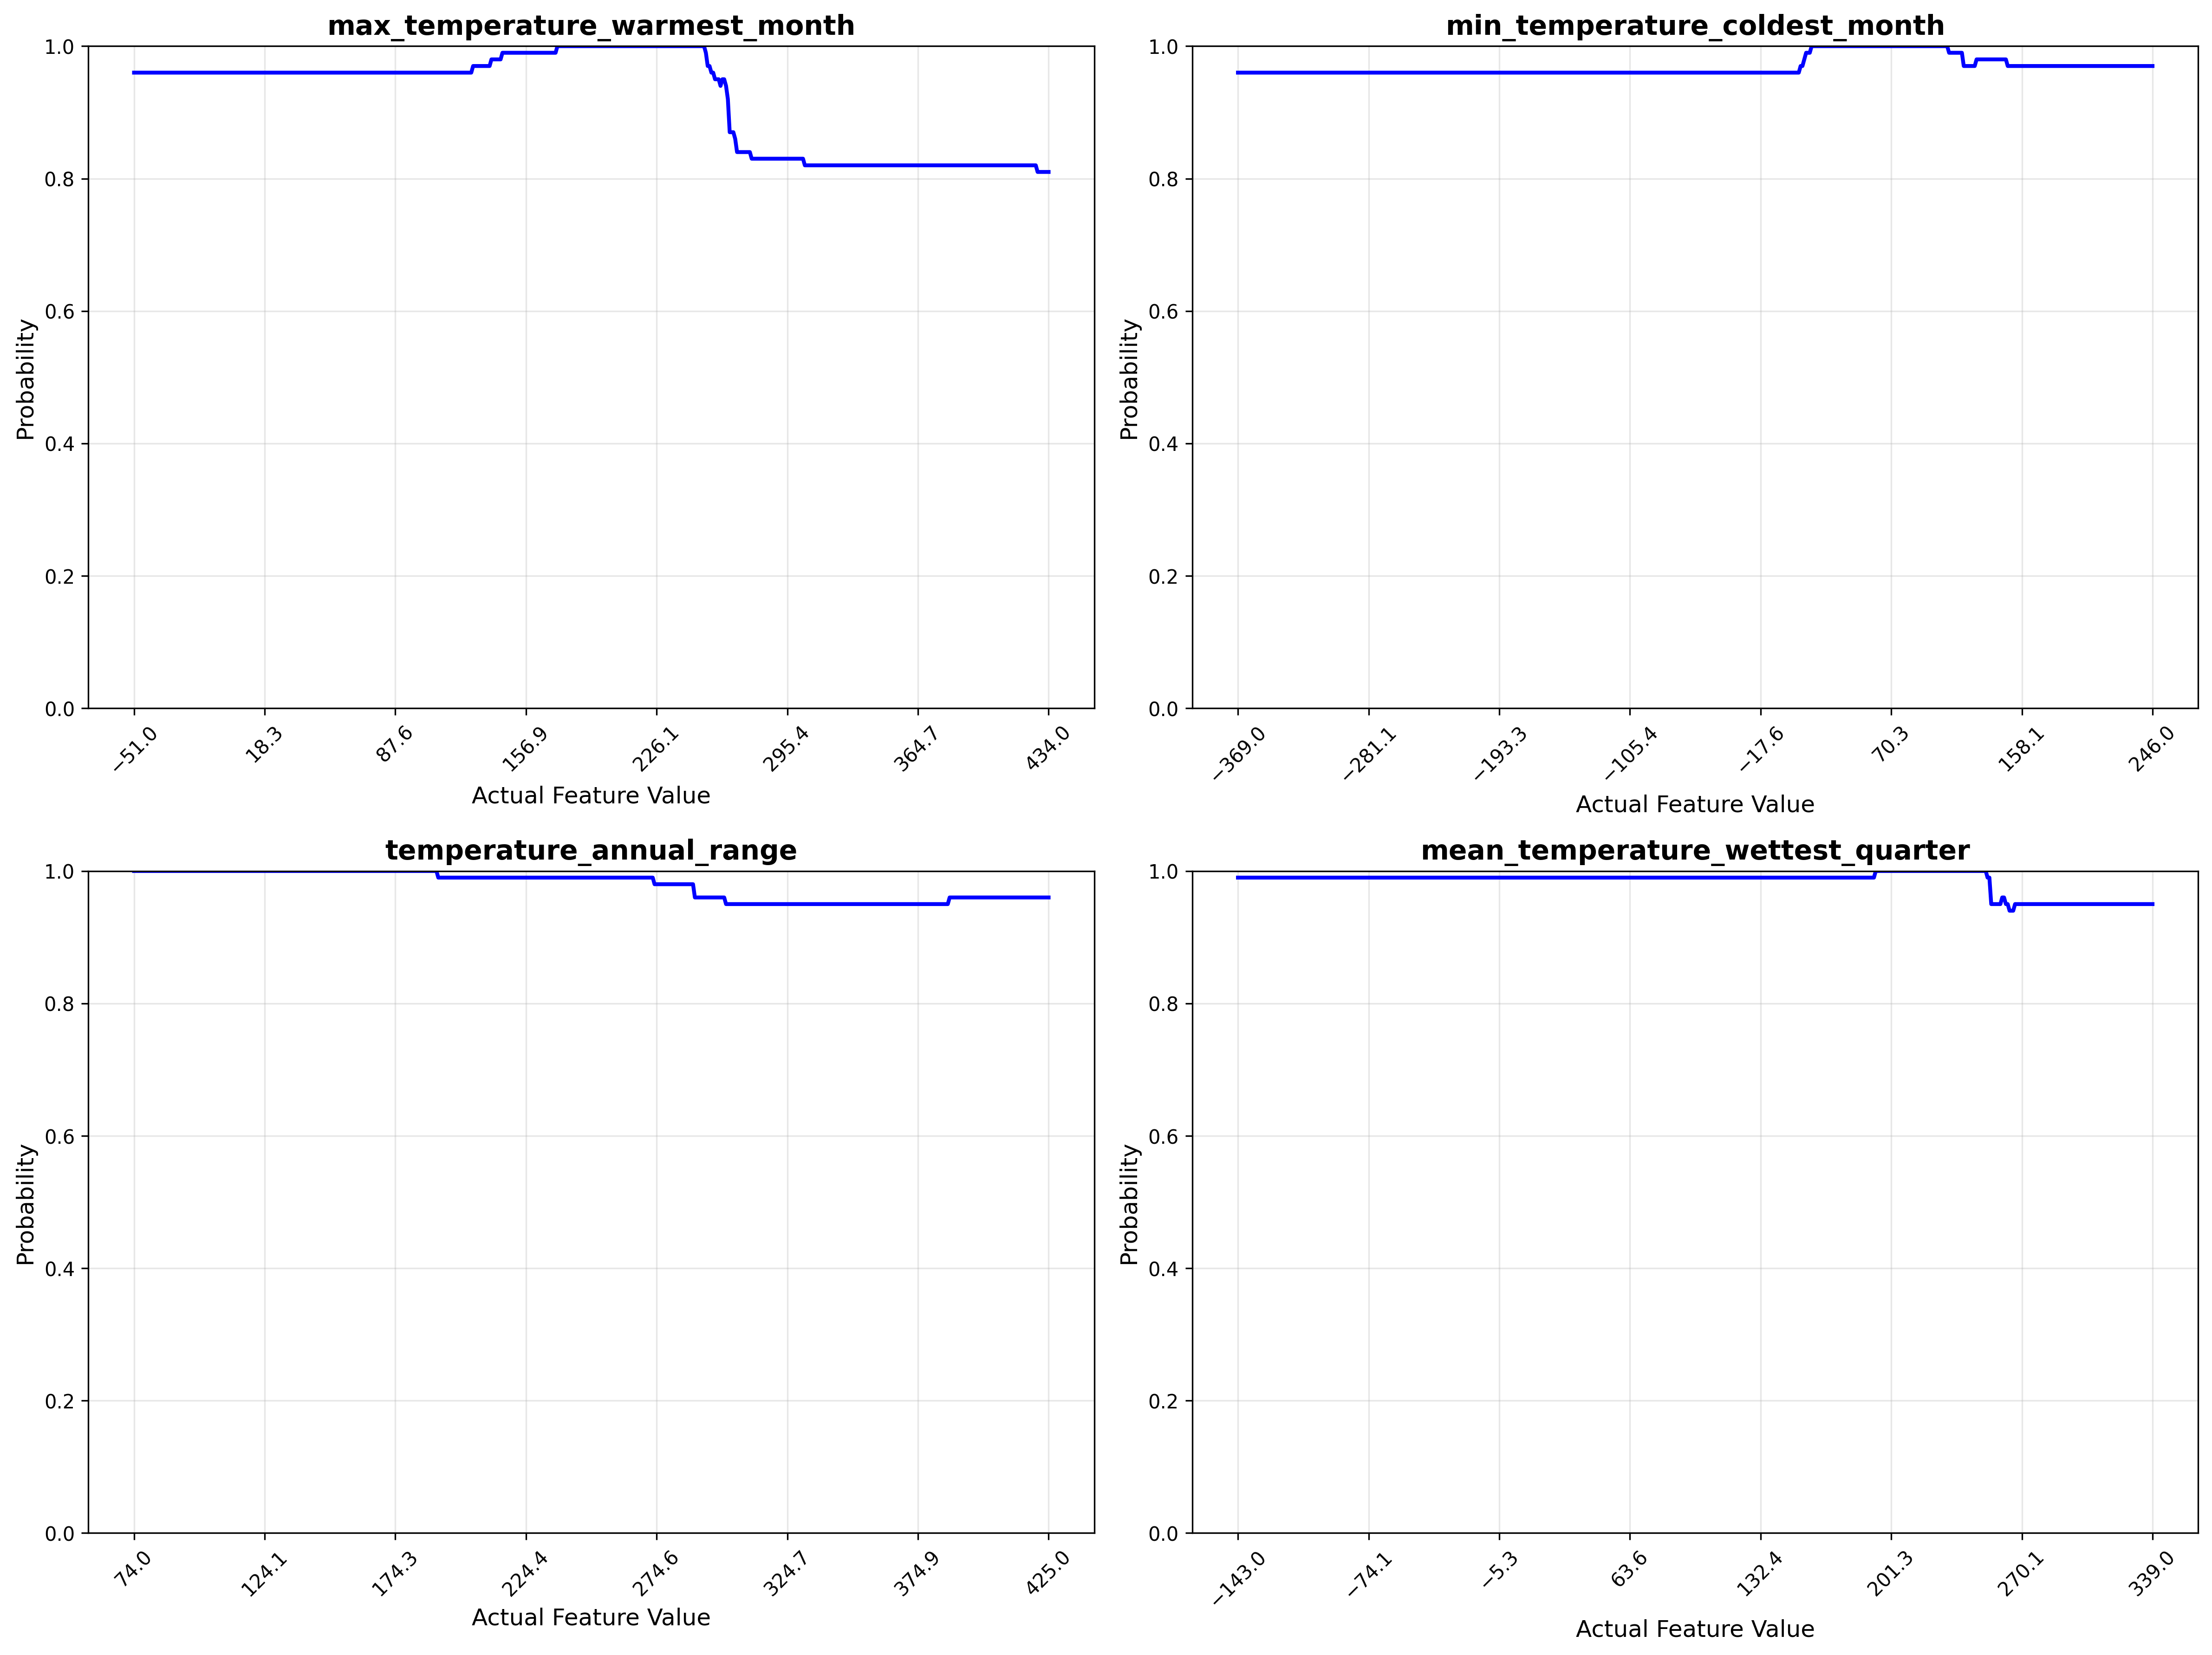 max_temperature_warmest_month
1.0
0.8
0.6
0.4
0.2
0.0
Probability
−51.0 18.3 87.6 156.9 226.1 295.4 364.7 434.0
Actual Feature Value
min_temperature_coldest_month
1.0
0.8
0.6
0.4
0.2
0.0
Probability
−369.0 −281.1 −193.3 −105.4 −17.6 70.3 158.1 246.0
Actual Feature Value
temperature_annual_range
1.0
0.8
0.6
0.4
0.2
0.0
Probability
74.0 124.1 174.3 224.4 274.6 324.7 374.9 425.0
Actual Feature Value
mean_temperature_wettest_quarter
1.0
0.8
0.6
0.4
0.2
0.0
Probability
−143.0 −74.1 −5.3 63.6 132.4 201.3 270.1 339.0
Actual Feature Value